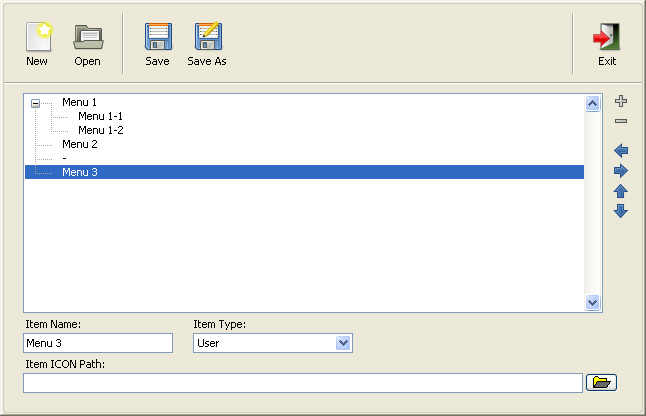 New Open Save Save As Exit
Menu 1
Menu 1-1
Menu 1-2
Menu 2
-
Menu 3
Item Name: Item Type:
Menu 3 User
Item ICON Path: